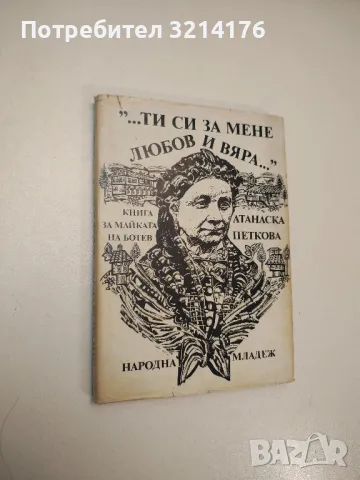 Потребител 3214176
"...ТИ СИ ЗА МЕНЕ
ЛЮБОВ И ВЯРА..."
КНИГА
ЗА МАЙКАТА
НА БОТЕВ
АТАНАСКА
ПЕТКОВА
НАРОДНА МЛАДЕЖ
BAZAR